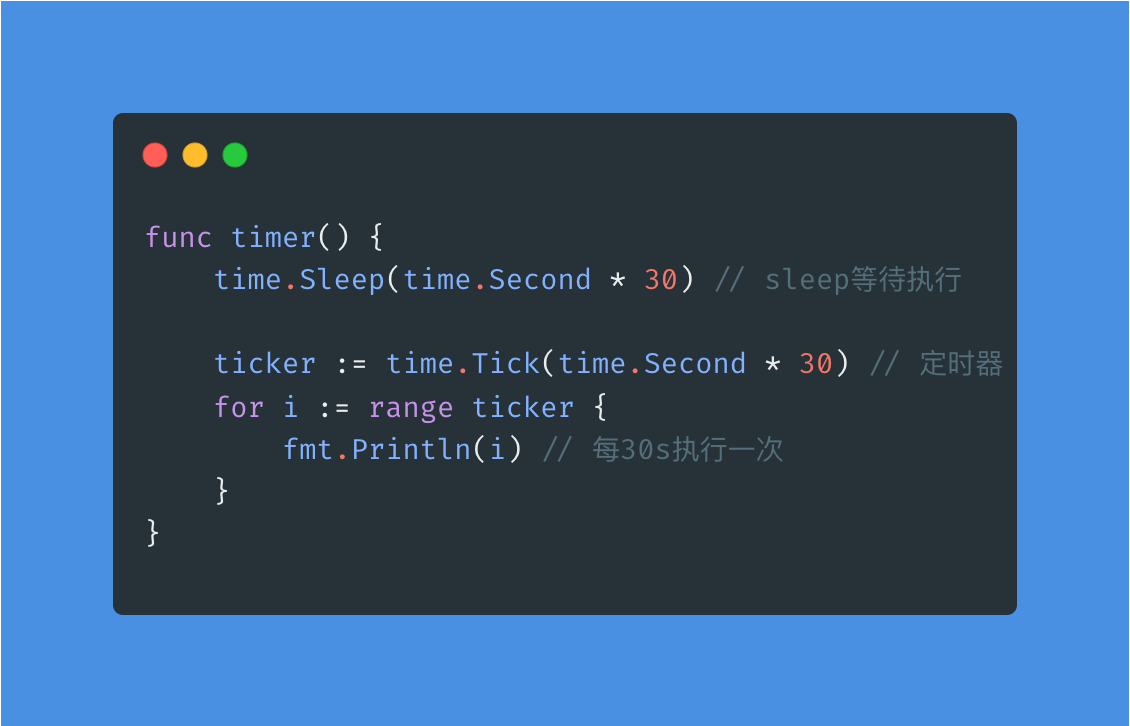 func timer() {
    time.Sleep(time.Second * 30) // sleep等待执行

    ticker := time.Tick(time.Second * 30) // 定时器
    for i := range ticker {
        fmt.Println(i) // 每30s执行一次
    }
}